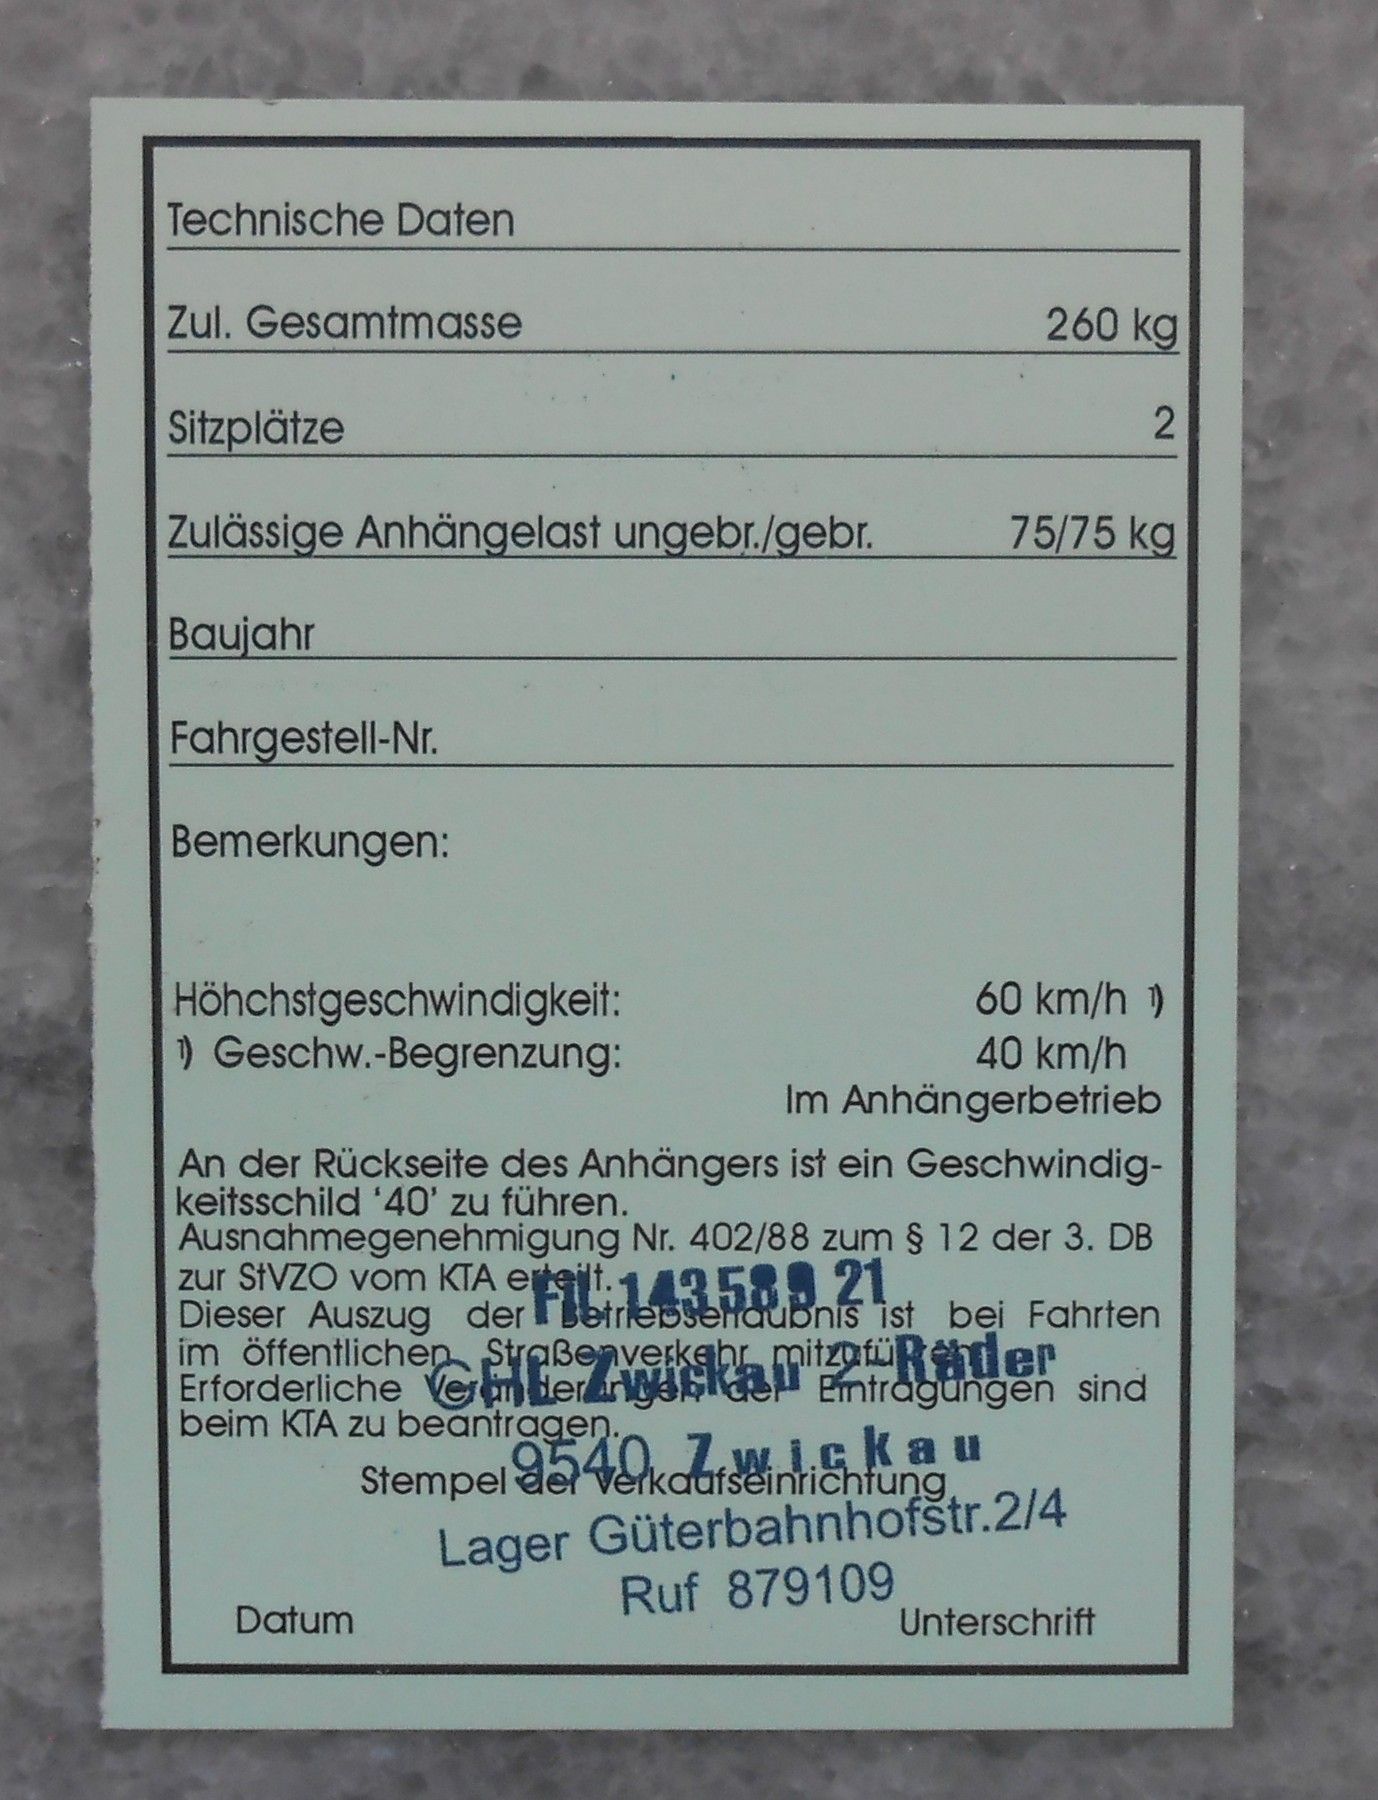 Technische Daten
Zul. Gesamtmasse 260 kg
Sitzplätze 2
Zulässige Anhängelast ungebr./gebr. 75/75 kg
Baujahr
Fahrgestell-Nr.
Bemerkungen:
Höhchstgeschwindigkeit: 60 km/h 1)
1) Geschw.-Begrenzung: 40 km/h
Im Anhängerbetrieb
An der Rückseite des Anhängers ist ein Geschwindig-
keitsschild ‘40’ zu führen.
Ausnahmegenehmigung Nr. 402/88 zum § 12 der 3. DB
zur StVZO vom KTA erteilt.
Fil 143 589 21
Dieser Auszug der Betriebserlaubnis ist bei Fahrten
im öffentlichen Straßenverkehr mitzuführen.
GHL Zwickau 2-Räder
Erforderliche Veränderungen der Eintragungen sind
beim KTA zu beantragen.
9540 Zwickau
Stempel der Verkaufseinrichtung
Lager Güterbahnhofstr.2/4
Ruf 879109
Datum Unterschrift